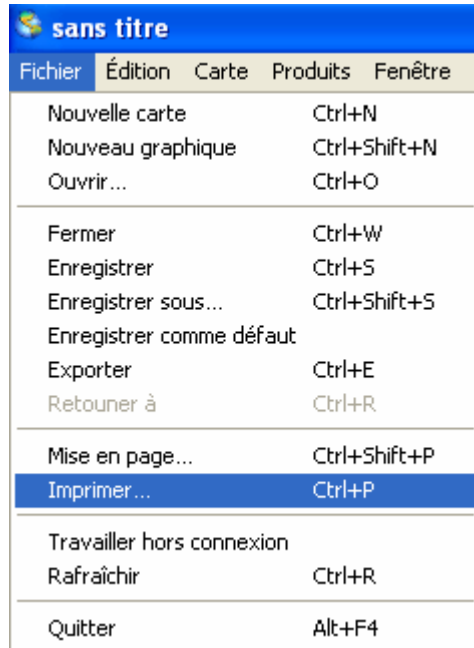 sans titre
Fichier Édition Carte Produits Fenêtre
Nouvelle carte Ctrl+N
Nouveau graphique Ctrl+Shift+N
Ouvrir... Ctrl+O
Fermer Ctrl+W
Enregistrer Ctrl+S
Enregistrer sous... Ctrl+Shift+S
Enregistrer comme défaut
Exporter Ctrl+E
Retouner à Ctrl+R
Mise en page... Ctrl+Shift+P
Imprimer... Ctrl+P
Travailler hors connexion
Rafraîchir Ctrl+R
Quitter Alt+F4